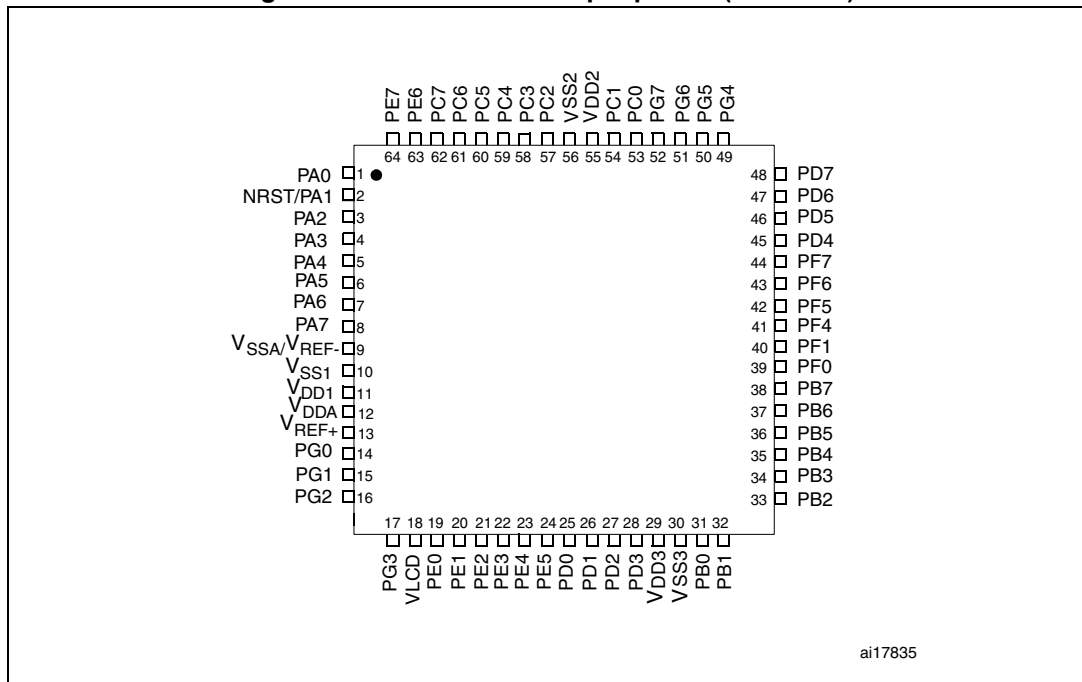 PE7
PE6
PC7
PC6
PC5
PC4
PC3
PC2
VSS2
VDD2
PC1
PC0
PG7
PG6
PG5
PG4
64 63 62 61 60 59 58 57 56 55 54 53 52 51 50 49
PA0 1
NRST/PA1 2
PA2 3
PA3 4
PA4 5
PA5 6
PA6 7
PA7 8
VSSA/VREF- 9
VSS1 10
VDD1 11
VDDA 12
VREF+ 13
PG0 14
PG1 15
PG2 16
48 PD7
47 PD6
46 PD5
45 PD4
44 PF7
43 PF6
42 PF5
41 PF4
40 PF1
39 PF0
38 PB7
37 PB6
36 PB5
35 PB4
34 PB3
33 PB2
17 18 19 20 21 22 23 24 25 26 27 28 29 30 31 32
PG3
VLCD
PE0
PE1
PE2
PE3
PE4
PE5
PD0
PD1
PD2
PD3
VDD3
VSS3
PB0
PB1
ai17835